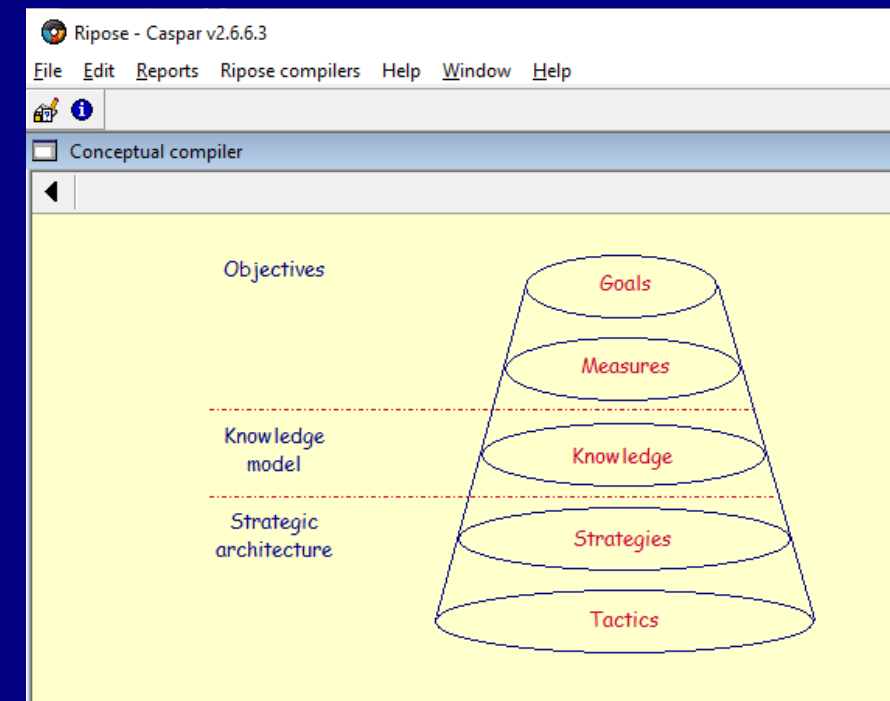 Ripose - Caspar v2.6.6.3
File Edit Reports Ripose compilers Help Window Help
Conceptual compiler
Objectives
Goals
Measures
Knowledge
model
Knowledge
Strategic
architecture
Strategies
Tactics